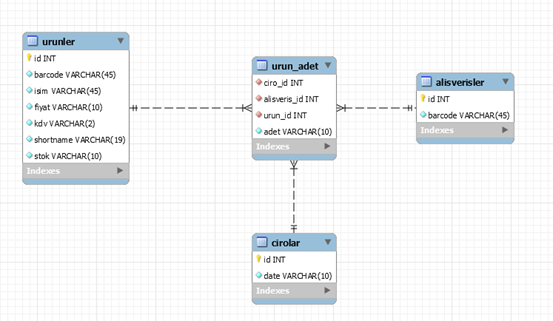 urunler
id INT
barcode VARCHAR(45)
isim VARCHAR(45)
fiyat VARCHAR(10)
kdv VARCHAR(2)
shortname VARCHAR(19)
stok VARCHAR(10)
Indexes
urun_adet
ciro_id INT
alisveris_id INT
urun_id INT
adet VARCHAR(10)
Indexes
alisverisler
id INT
barcode VARCHAR(45)
Indexes
cirolar
id INT
date VARCHAR(10)
Indexes